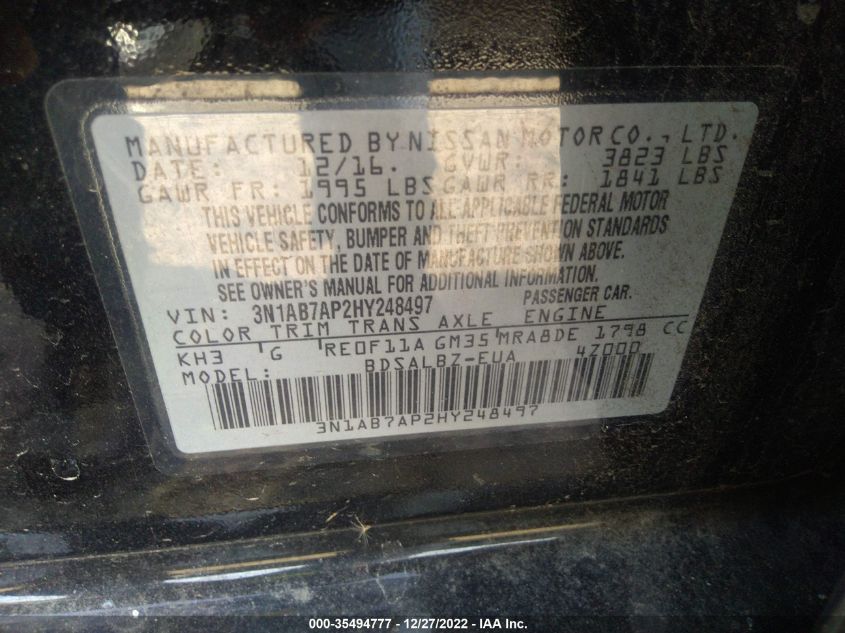 MANUFACTURED BY NISSAN MOTOR CO., LTD.
DATE: 12/16. GVWR: 3823 LBS
GAWR FR: 1995 LBS GAWR RR: 1841 LBS
THIS VEHICLE CONFORMS TO ALL APPLICABLE FEDERAL MOTOR
VEHICLE SAFETY, BUMPER AND THEFT PREVENTION STANDARDS
IN EFFECT ON THE DATE OF MANUFACTURE SHOWN ABOVE.
SEE OWNER'S MANUAL FOR ADDITIONAL INFORMATION.
VIN: 3N1AB7AP2HY248497 PASSENGER CAR.
COLOR TRIM TRANS AXLE ENGINE
KH3 G RE0F11A GM35 MRA8DE 1798 CC
MODEL: BDSALBZ-EUA 4Z000
3N1AB7AP2HY248497
000-35494777 - 12/27/2022 - IAA Inc.